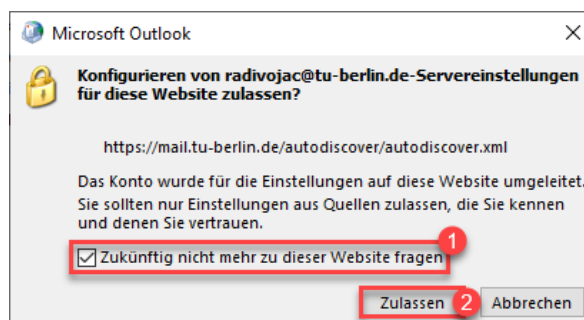 Microsoft Outlook
Konfigurieren von radivojac@tu-berlin.de-Servereinstellungen
für diese Website zulassen?
https://mail.tu-berlin.de/autodiscover/autodiscover.xml
Das Konto wurde für die Einstellungen auf diese Website umgeleitet.
Sie sollten nur Einstellungen aus Quellen zulassen, die Sie kennen
und denen Sie vertrauen.
1
Zukünftig nicht mehr zu dieser Website fragen
Zulassen 2 Abbrechen